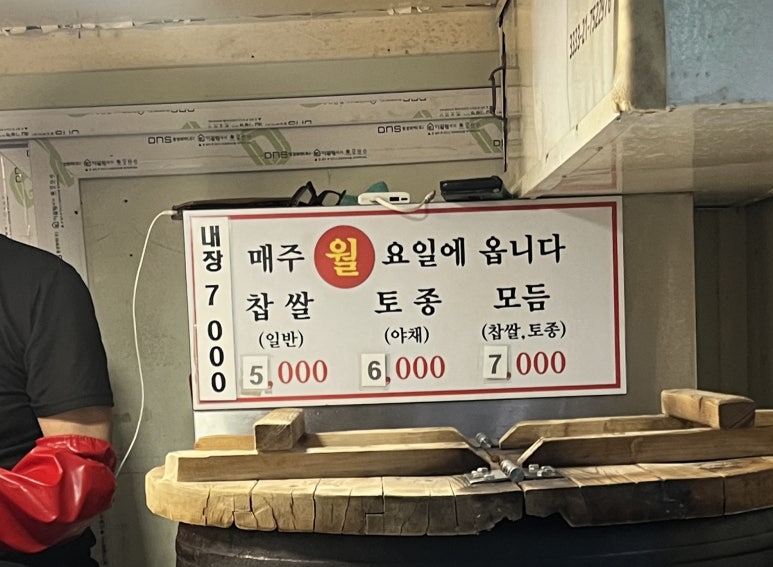 내장 7000
매주 월 요일에 옵니다
찹쌀 토종 모듬
(일반) (야채) (찹쌀,토종)
5.000 6.000 7.000